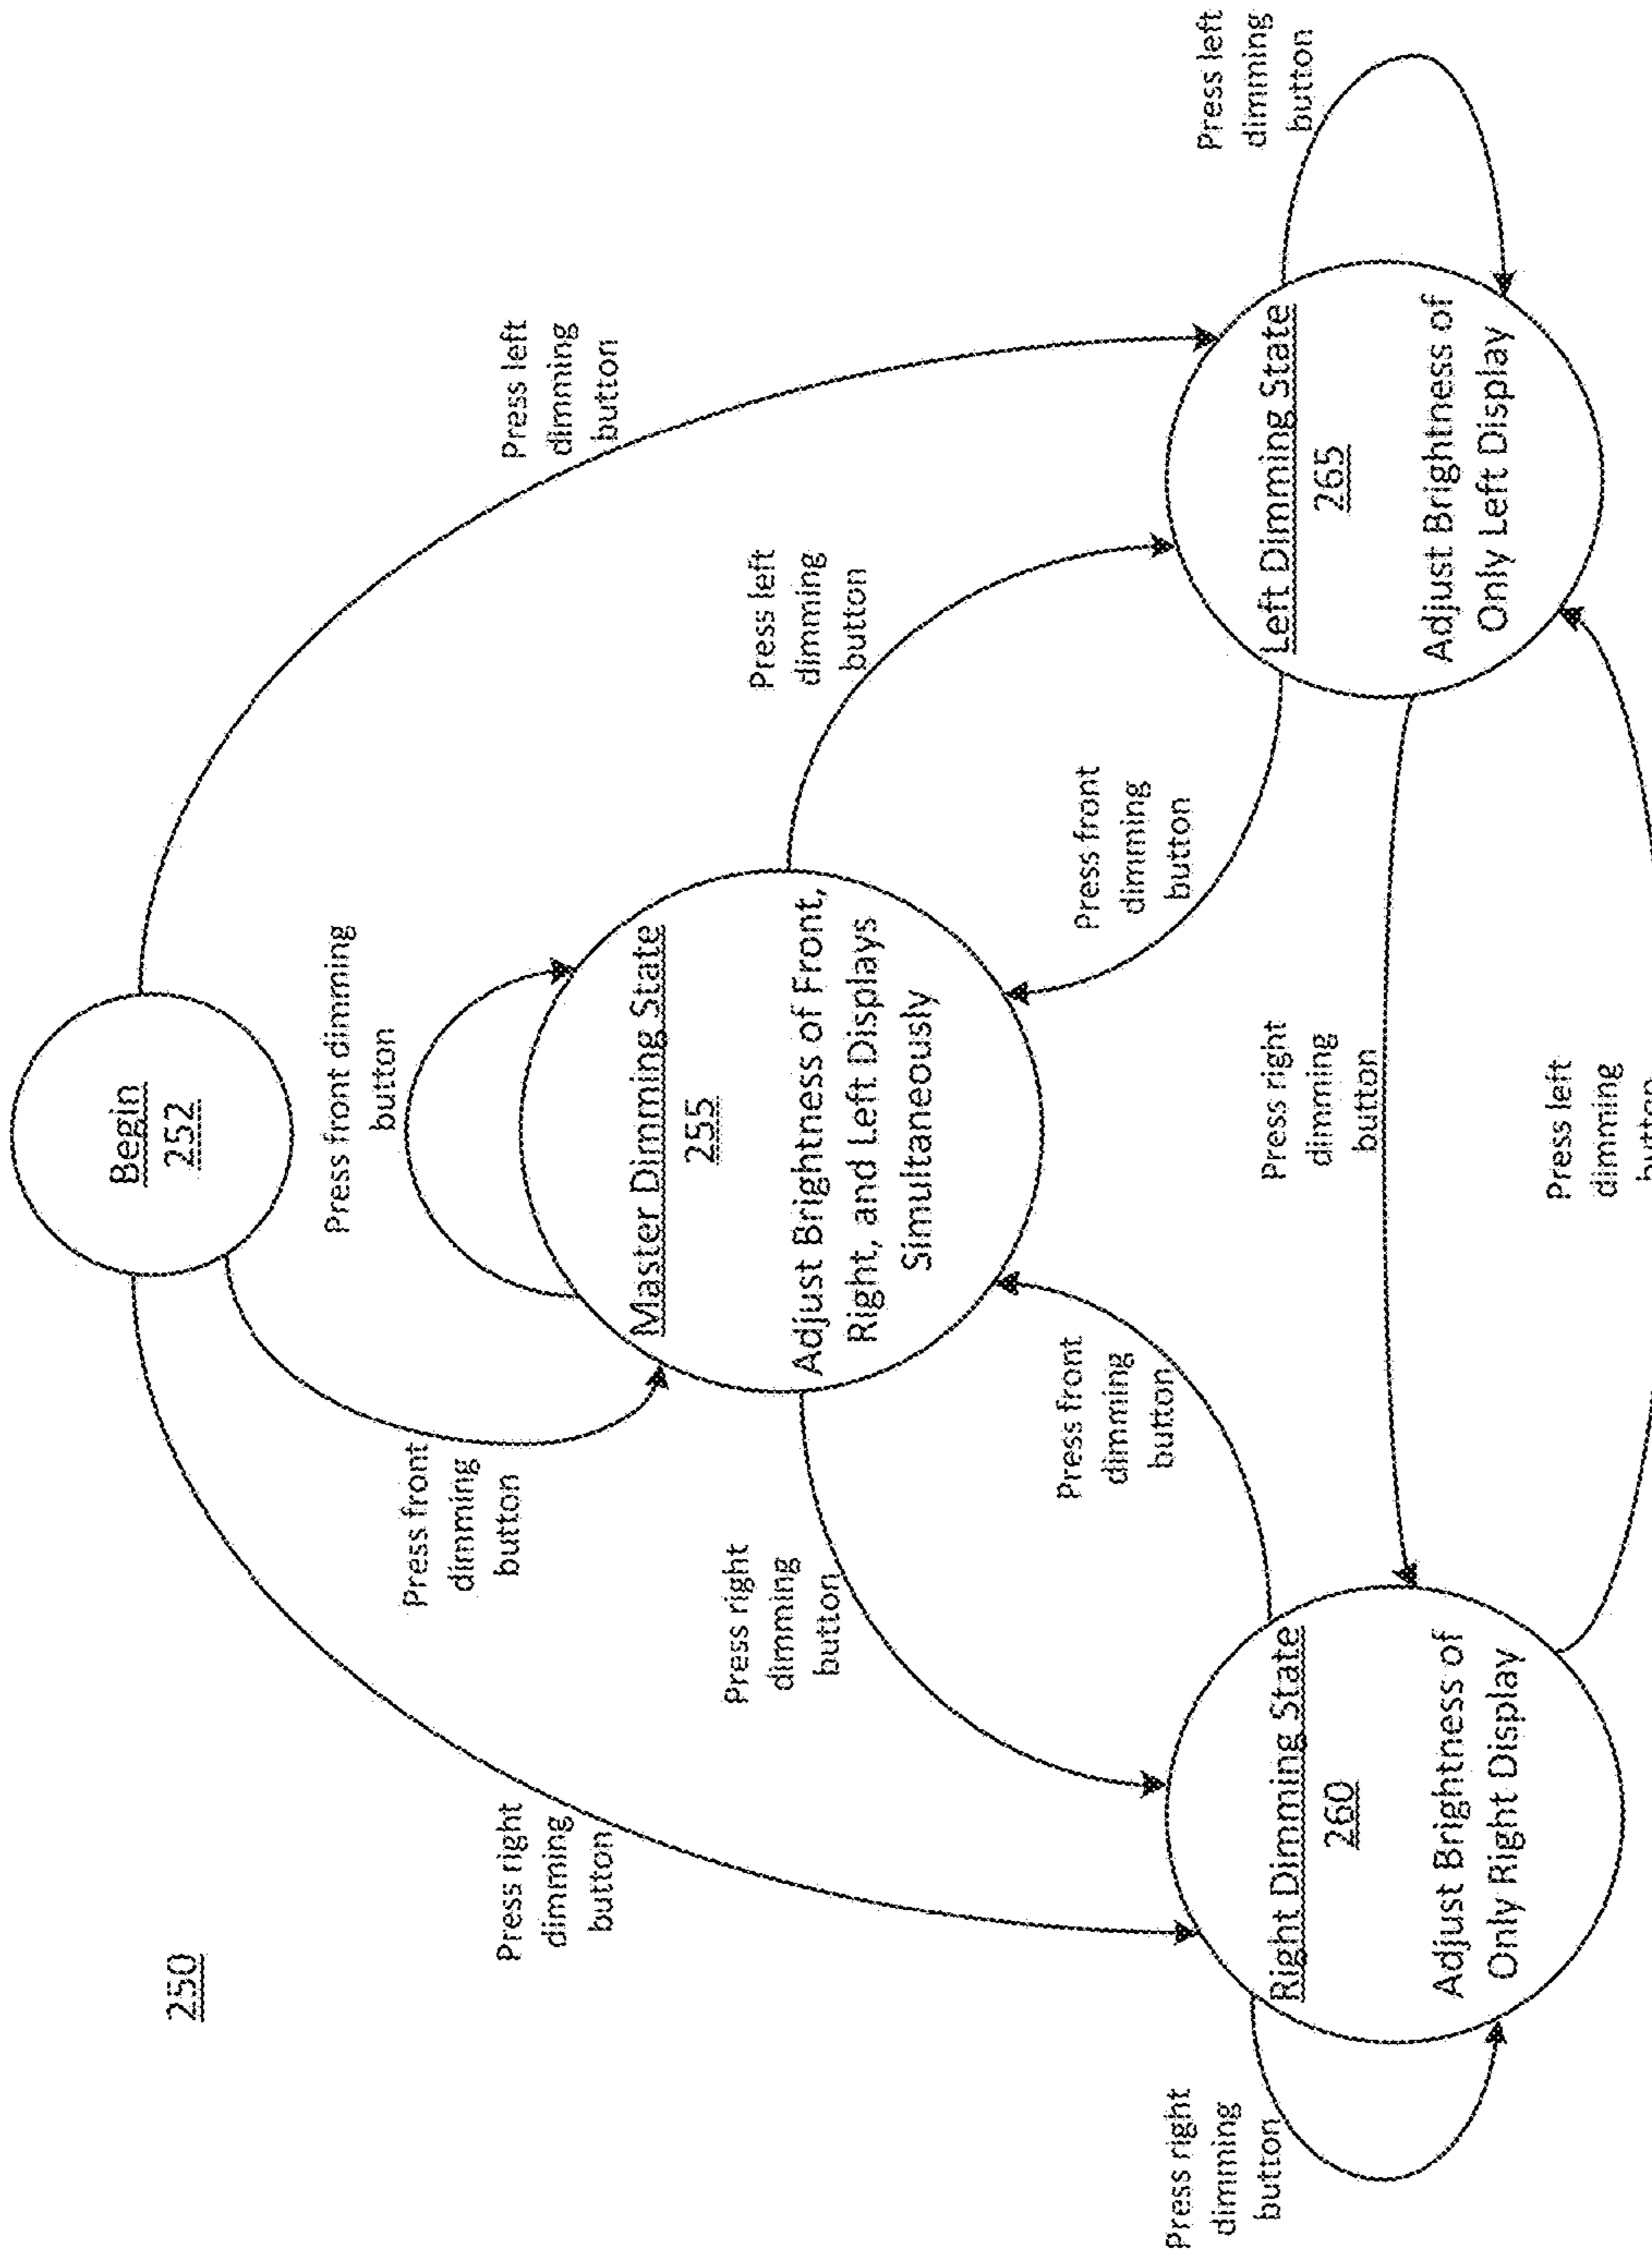 250
Begin
252
Press right
dimming
button
Press front
dimming
button
Press front dimming
button
Press left
dimming
button
Master Dimming State
255
Adjust Brightness of Front,
Right, and Left Displays
Simultaneously
Press right
dimming
button
Press left
dimming
button
Press front
dimming
button
Press front
dimming
button
Press right
dimming
button
Right Dimming State
260
Adjust Brightness of
Only Right Display
Press right
dimming
button
Left Dimming State
265
Adjust Brightness of
Only Left Display
Press left
dimming
button
Press left
dimming
button